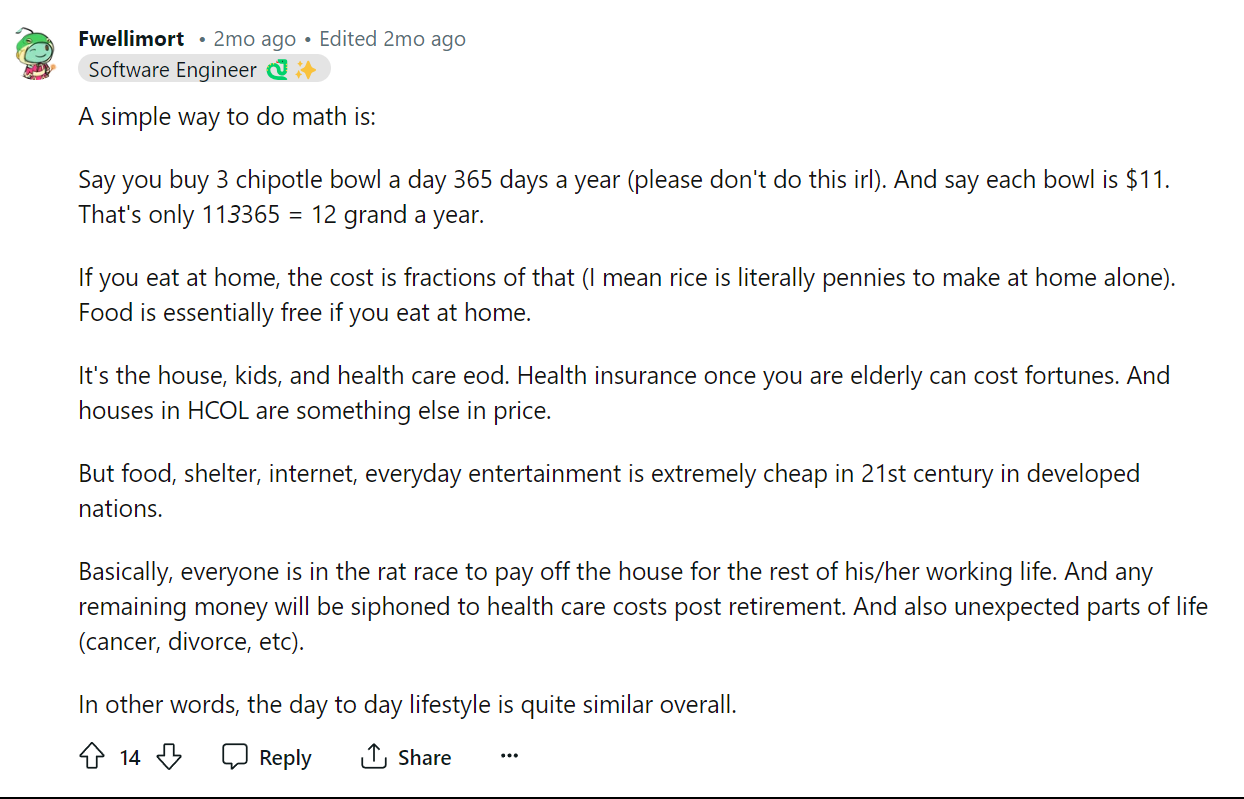 Fwellimort • 2mo ago • Edited 2mo ago
Software Engineer
A simple way to do math is:
Say you buy 3 chipotle bowl a day 365 days a year (please don't do this irl). And say each bowl is $11.
That's only 113365 = 12 grand a year.
If you eat at home, the cost is fractions of that (I mean rice is literally pennies to make at home alone).
Food is essentially free if you eat at home.
It's the house, kids, and health care eod. Health insurance once you are elderly can cost fortunes. And
houses in HCOL are something else in price.
But food, shelter, internet, everyday entertainment is extremely cheap in 21st century in developed
nations.
Basically, everyone is in the rat race to pay off the house for the rest of his/her working life. And any
remaining money will be siphoned to health care costs post retirement. And also unexpected parts of life
(cancer, divorce, etc).
In other words, the day to day lifestyle is quite similar overall.
14 Reply Share ...